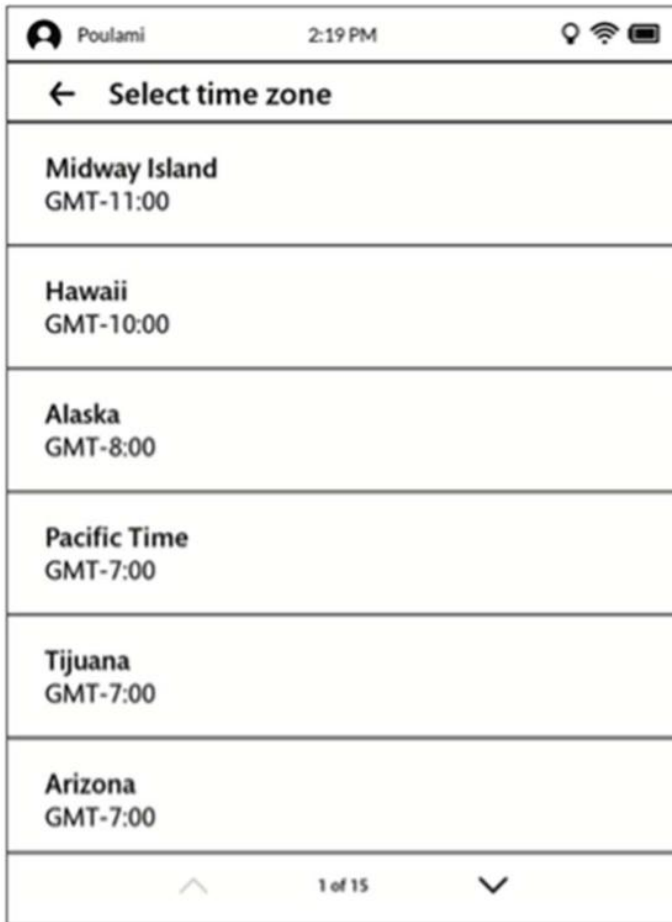 Poulami 2:19 PM
Select time zone
Midway Island
GMT-11:00
Hawaii
GMT-10:00
Alaska
GMT-8:00
Pacific Time
GMT-7:00
Tijuana
GMT-7:00
Arizona
GMT-7:00
1 of 15